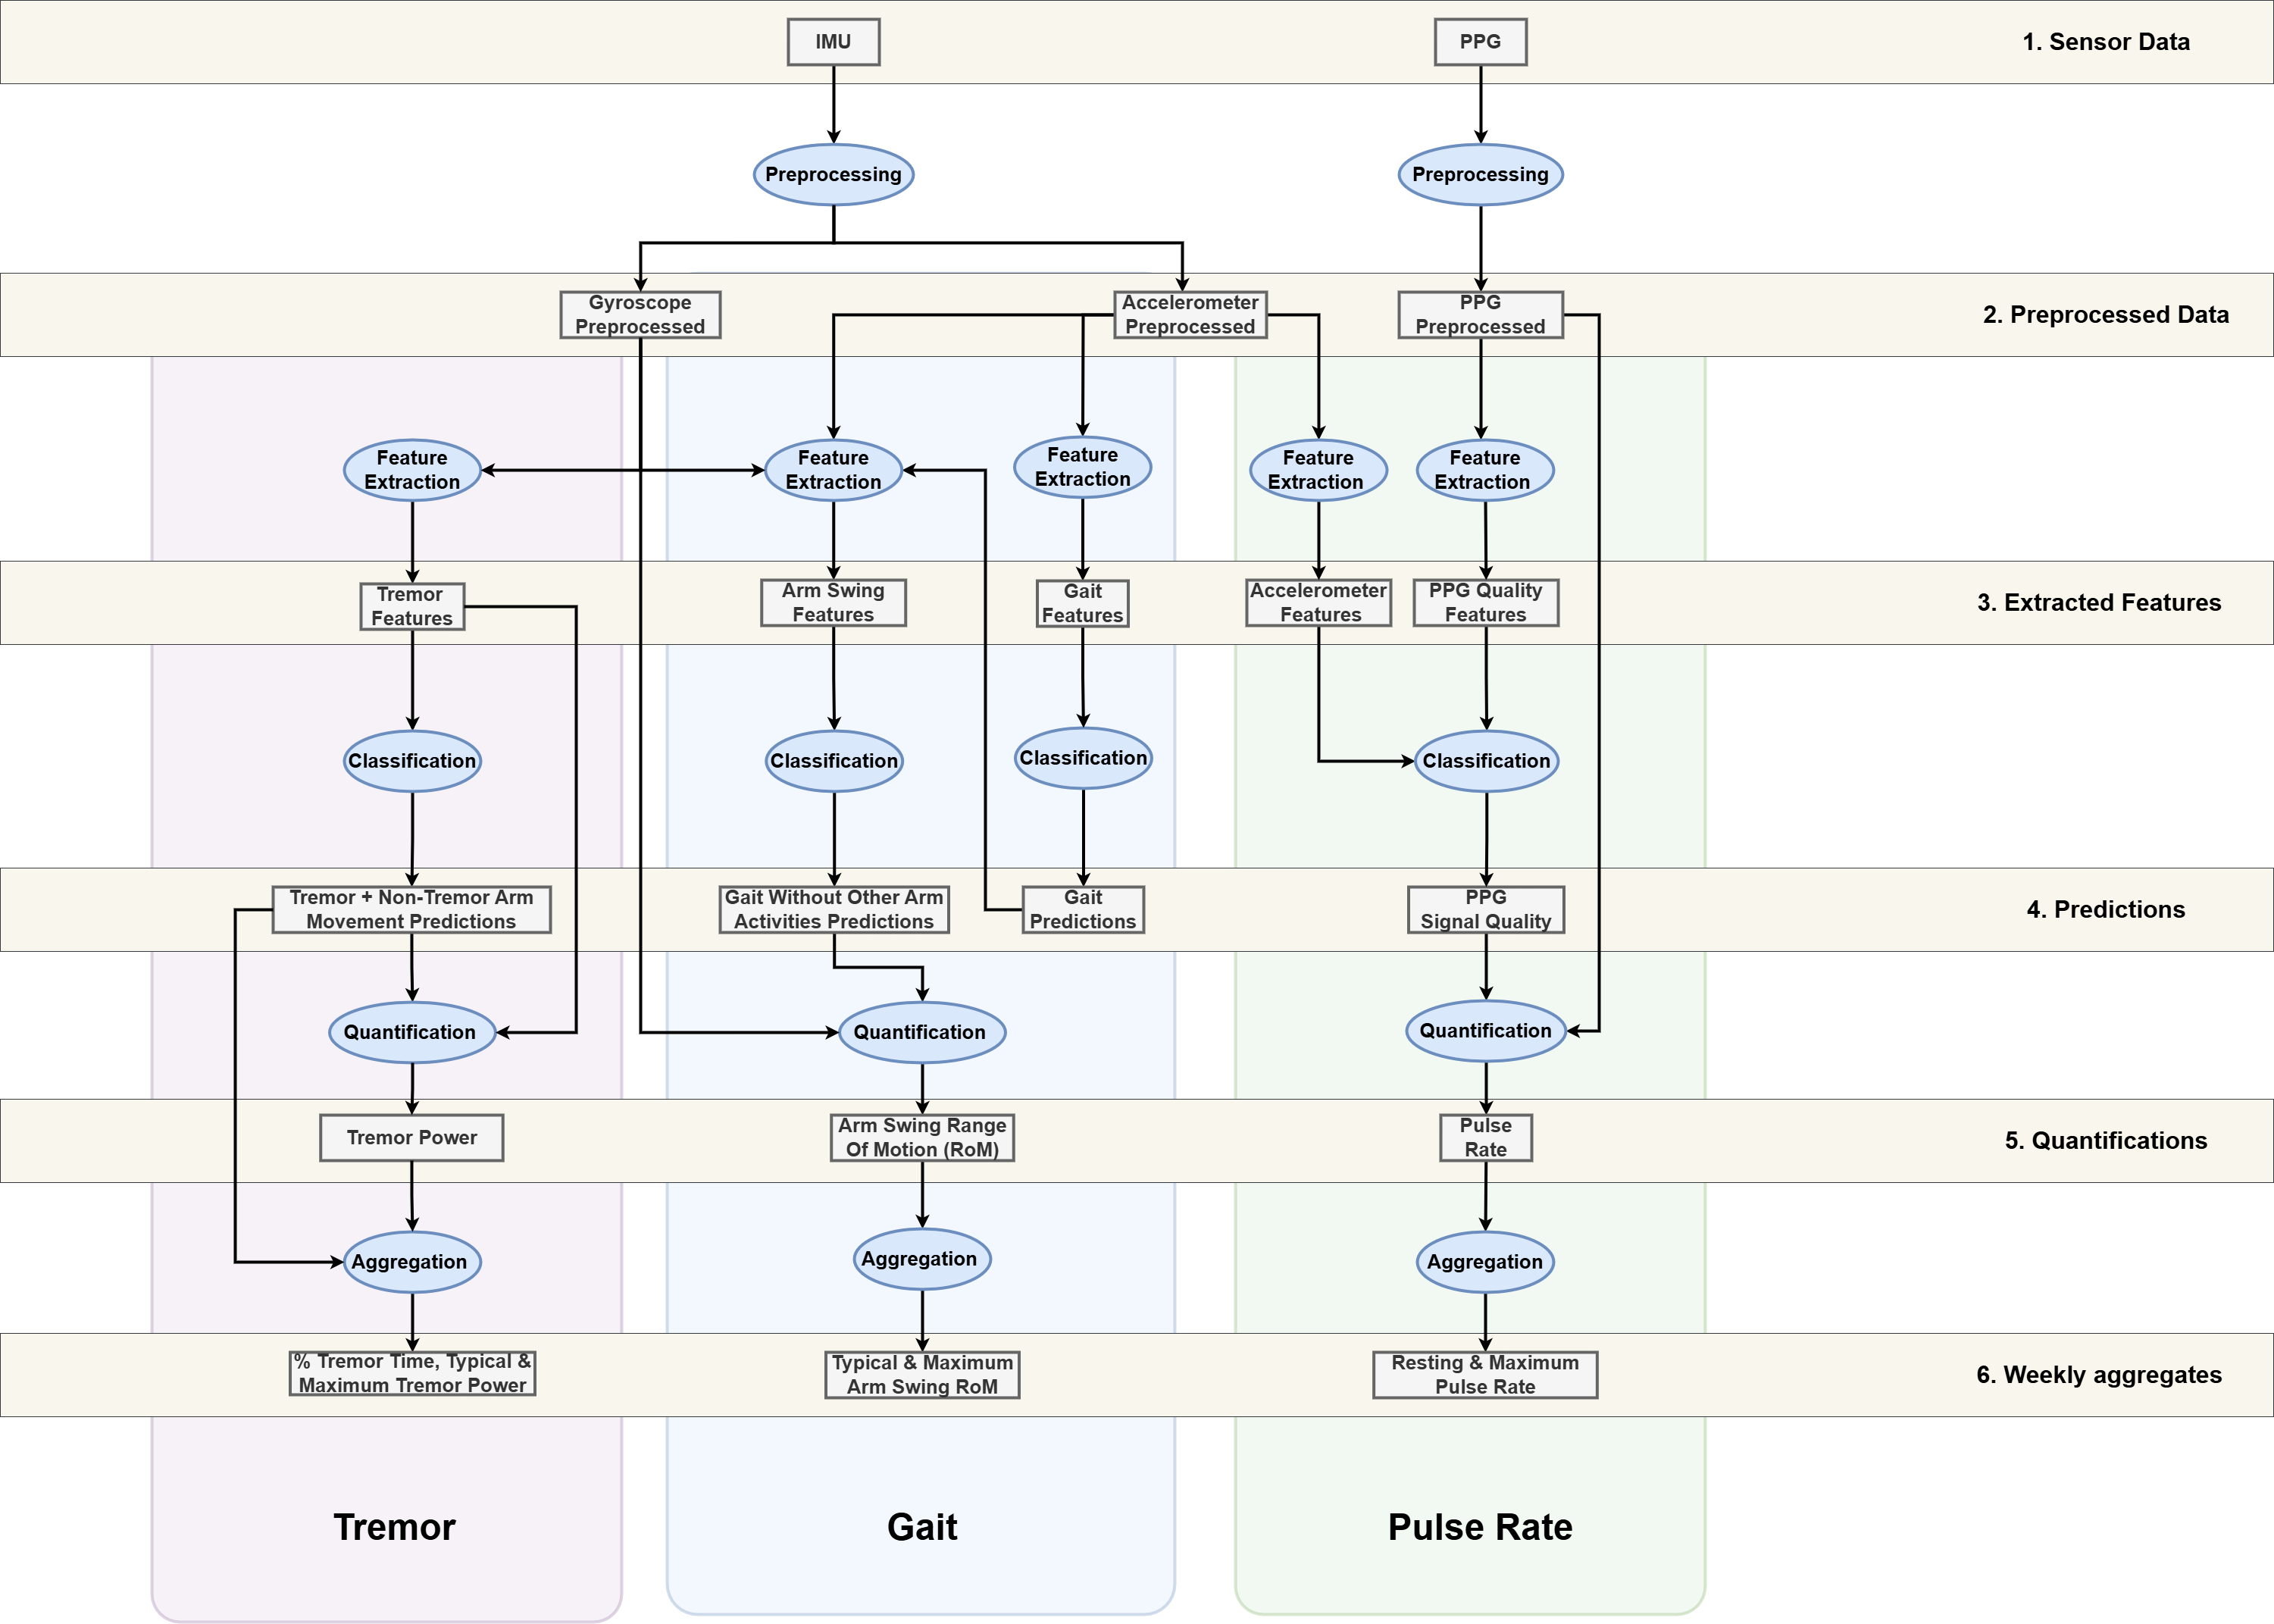 IMU
PPG
1. Sensor Data
Preprocessing
Preprocessing
Gyroscope
Preprocessed
Accelerometer
Preprocessed
PPG
Preprocessed
2. Preprocessed Data
Feature
Extraction
Feature
Extraction
Feature
Extraction
Feature
Extraction
Feature
Extraction
Tremor
Features
Arm Swing
Features
Gait
Features
Accelerometer
Features
PPG Quality
Features
3. Extracted Features
Classification
Classification
Classification
Classification
Tremor + Non-Tremor Arm
Movement Predictions
Gait Without Other Arm
Activities Predictions
Gait
Predictions
PPG
Signal Quality
4. Predictions
Quantification
Quantification
Quantification
Tremor Power
Arm Swing Range
Of Motion (RoM)
Pulse
Rate
5. Quantifications
Aggregation
Aggregation
Aggregation
% Tremor Time, Typical &
Maximum Tremor Power
Typical & Maximum
Arm Swing RoM
Resting & Maximum
Pulse Rate
6. Weekly aggregates
Tremor
Gait
Pulse Rate